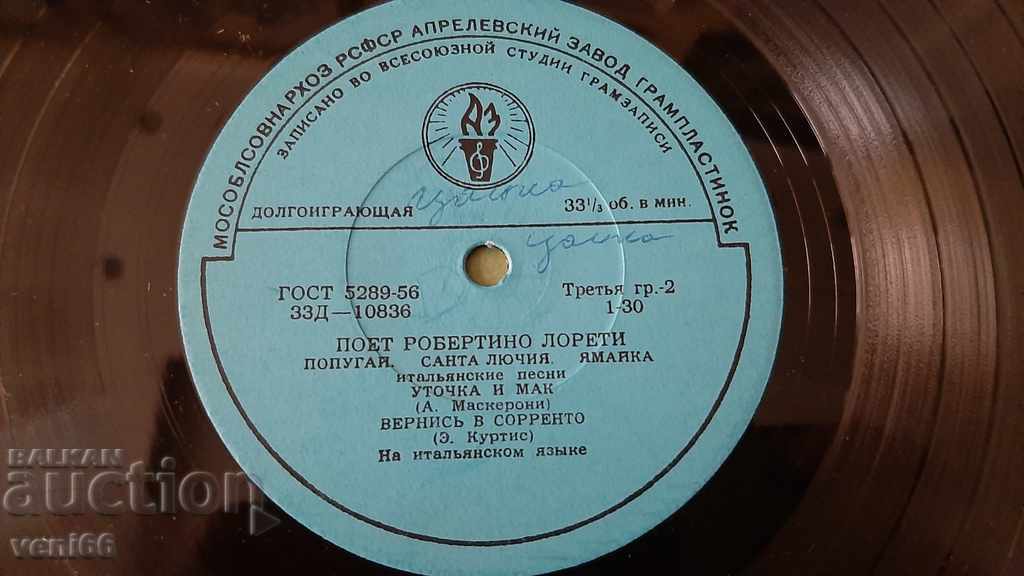 МОСОБЛСОВНАРХОЗ РСФСР АПРЕЛЕВСКИЙ ЗАВОД ГРАМПЛАСТИНОК
ЗАПИСАНО ВО ВСЕСОЮЗНОЙ СТУДИИ ГРАМЗАПИСИ
АЗ
ДОЛГОИГРАЮЩАЯ 33⅓ об. в мин.
ГОСТ 5289-56 Третья гр.-2
33Д—10836 1-30
ПОЕТ РОБЕРТИНО ЛОРЕТИ
ПОПУГАЙ. САНТА ЛЮЧИЯ. ЯМАЙКА
итальянские песни
УТОЧКА И МАК
(А. Маскерони)
ВЕРНИСЬ В СОРРЕНТО
(Э. Куртис)
На итальянском языке
BALKAN
auction
veni66